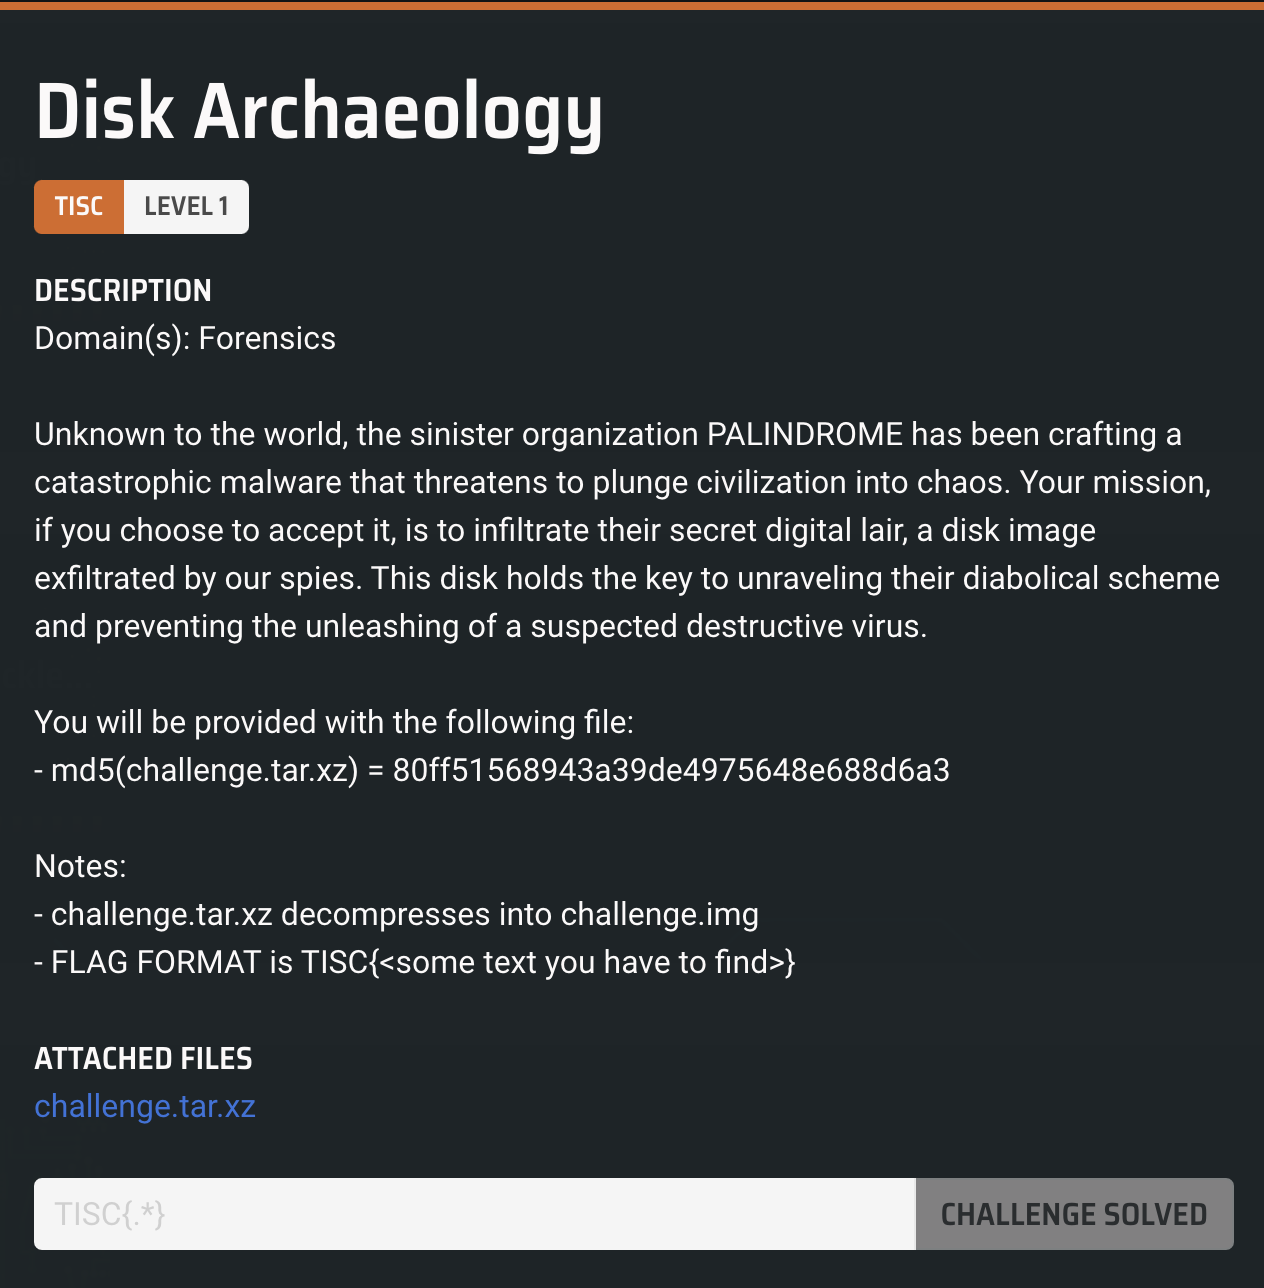 Disk Archaeology
TISC LEVEL 1
DESCRIPTION
Domain(s): Forensics
Unknown to the world, the sinister organization PALINDROME has been crafting a
catastrophic malware that threatens to plunge civilization into chaos. Your mission,
if you choose to accept it, is to infiltrate their secret digital lair, a disk image
exfiltrated by our spies. This disk holds the key to unraveling their diabolical scheme
and preventing the unleashing of a suspected destructive virus.
You will be provided with the following file:
- md5(challenge.tar.xz) = 80ff51568943a39de4975648e688d6a3
Notes:
- challenge.tar.xz decompresses into challenge.img
- FLAG FORMAT is TISC{<some text you have to find>}
ATTACHED FILES
challenge.tar.xz
TISC{.*} CHALLENGE SOLVED